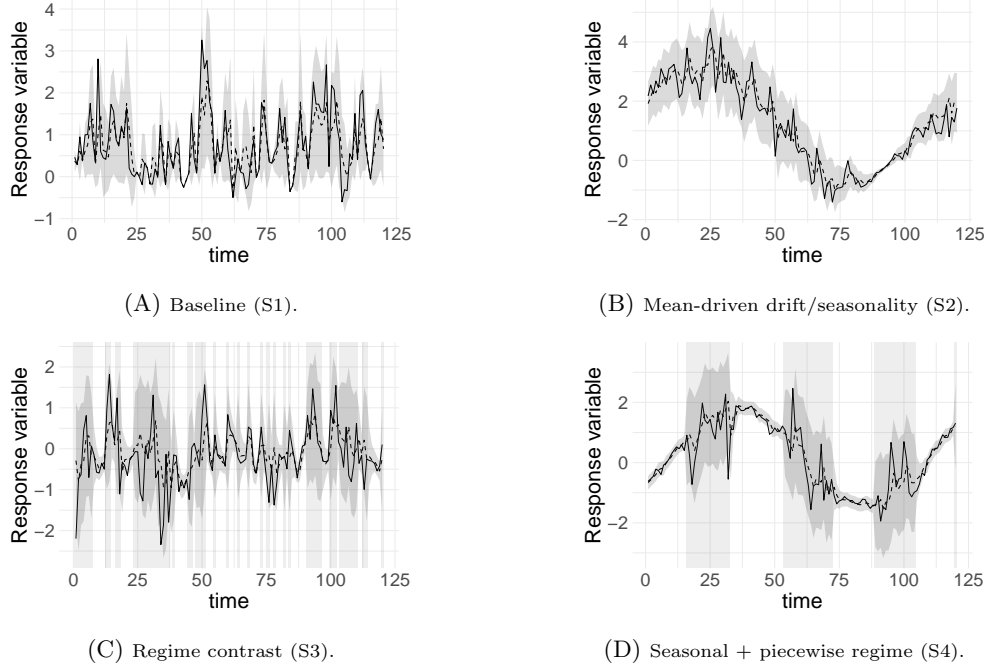 Response variable
4
3
2
1
0
−1
0 25 50 75 100 125
time
(A) Baseline (S1).
Response variable
4
2
0
−2
0 25 50 75 100 125
time
(B) Mean-driven drift/seasonality (S2).
Response variable
2
1
0
−1
−2
0 25 50 75 100 125
time
(C) Regime contrast (S3).
Response variable
2
0
−2
0 25 50 75 100 125
time
(D) Seasonal + piecewise regime (S4).